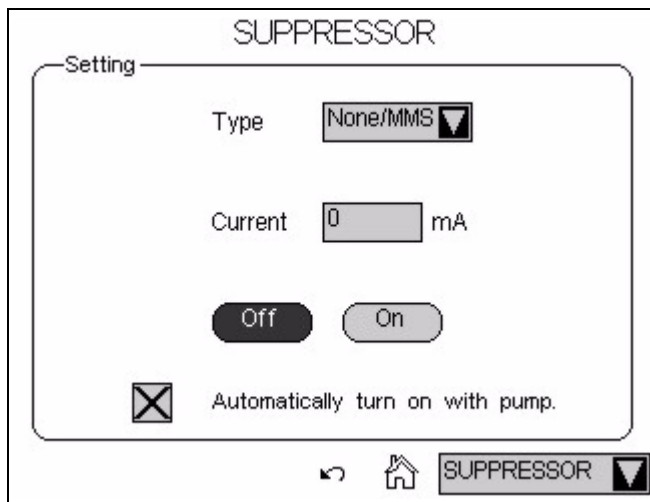 SUPPRESSOR
Setting
Type None/MMS
Current 0 mA
Off On
Automatically turn on with pump.
SUPPRESSOR